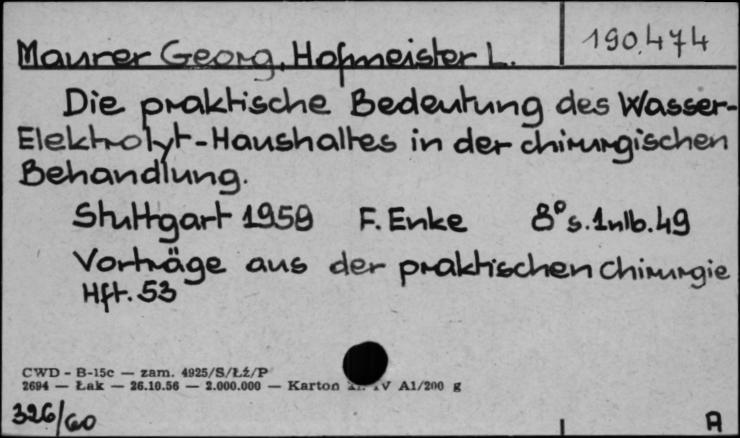 190.474
Maurer Georg, Hofmeister L.
Die praktische Bedeutung des Wasser-
Elektrolyt-Haushaltes in der chirurgischen
Behandlung.
Stuttgart 1959 F. Enke 8° s. 1nlb. 49
Vorträge aus der praktischen Chirurgie
Hft. 53
CWD - B-15c — zam. 4925/S/Łź/P
2694 — Łak — 26.10.56 — 2.000.000 — Karton IV A1/200 g
326/60
A